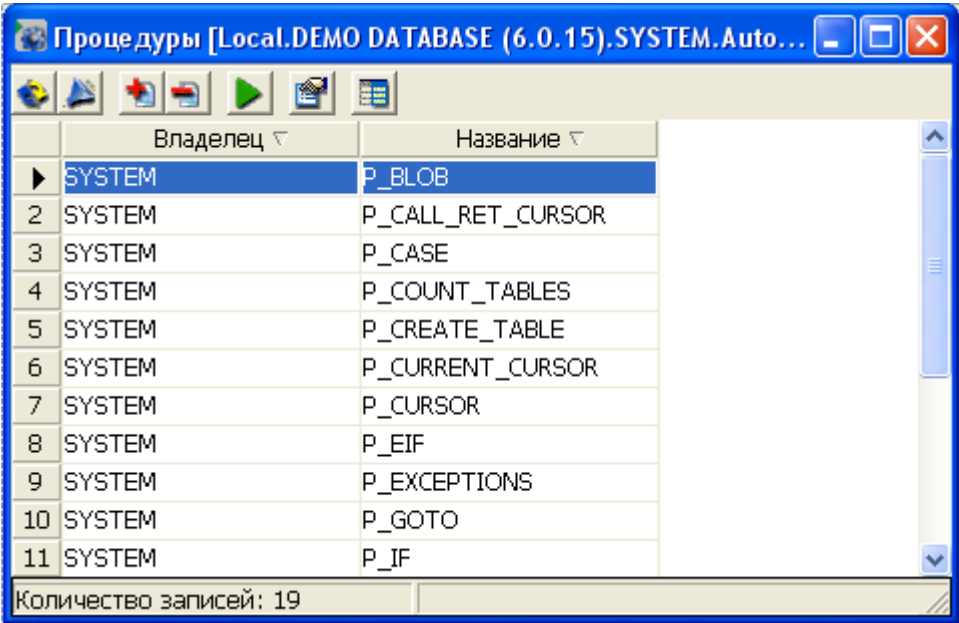 Процедуры [Local.DEMO DATABASE (6.0.15).SYSTEM.Auto...
Владелец Название
SYSTEM P_BLOB
2 SYSTEM P_CALL_RET_CURSOR
3 SYSTEM P_CASE
4 SYSTEM P_COUNT_TABLES
5 SYSTEM P_CREATE_TABLE
6 SYSTEM P_CURRENT_CURSOR
7 SYSTEM P_CURSOR
8 SYSTEM P_EIF
9 SYSTEM P_EXCEPTIONS
10 SYSTEM P_GOTO
11 SYSTEM P_IF
Количество записей: 19